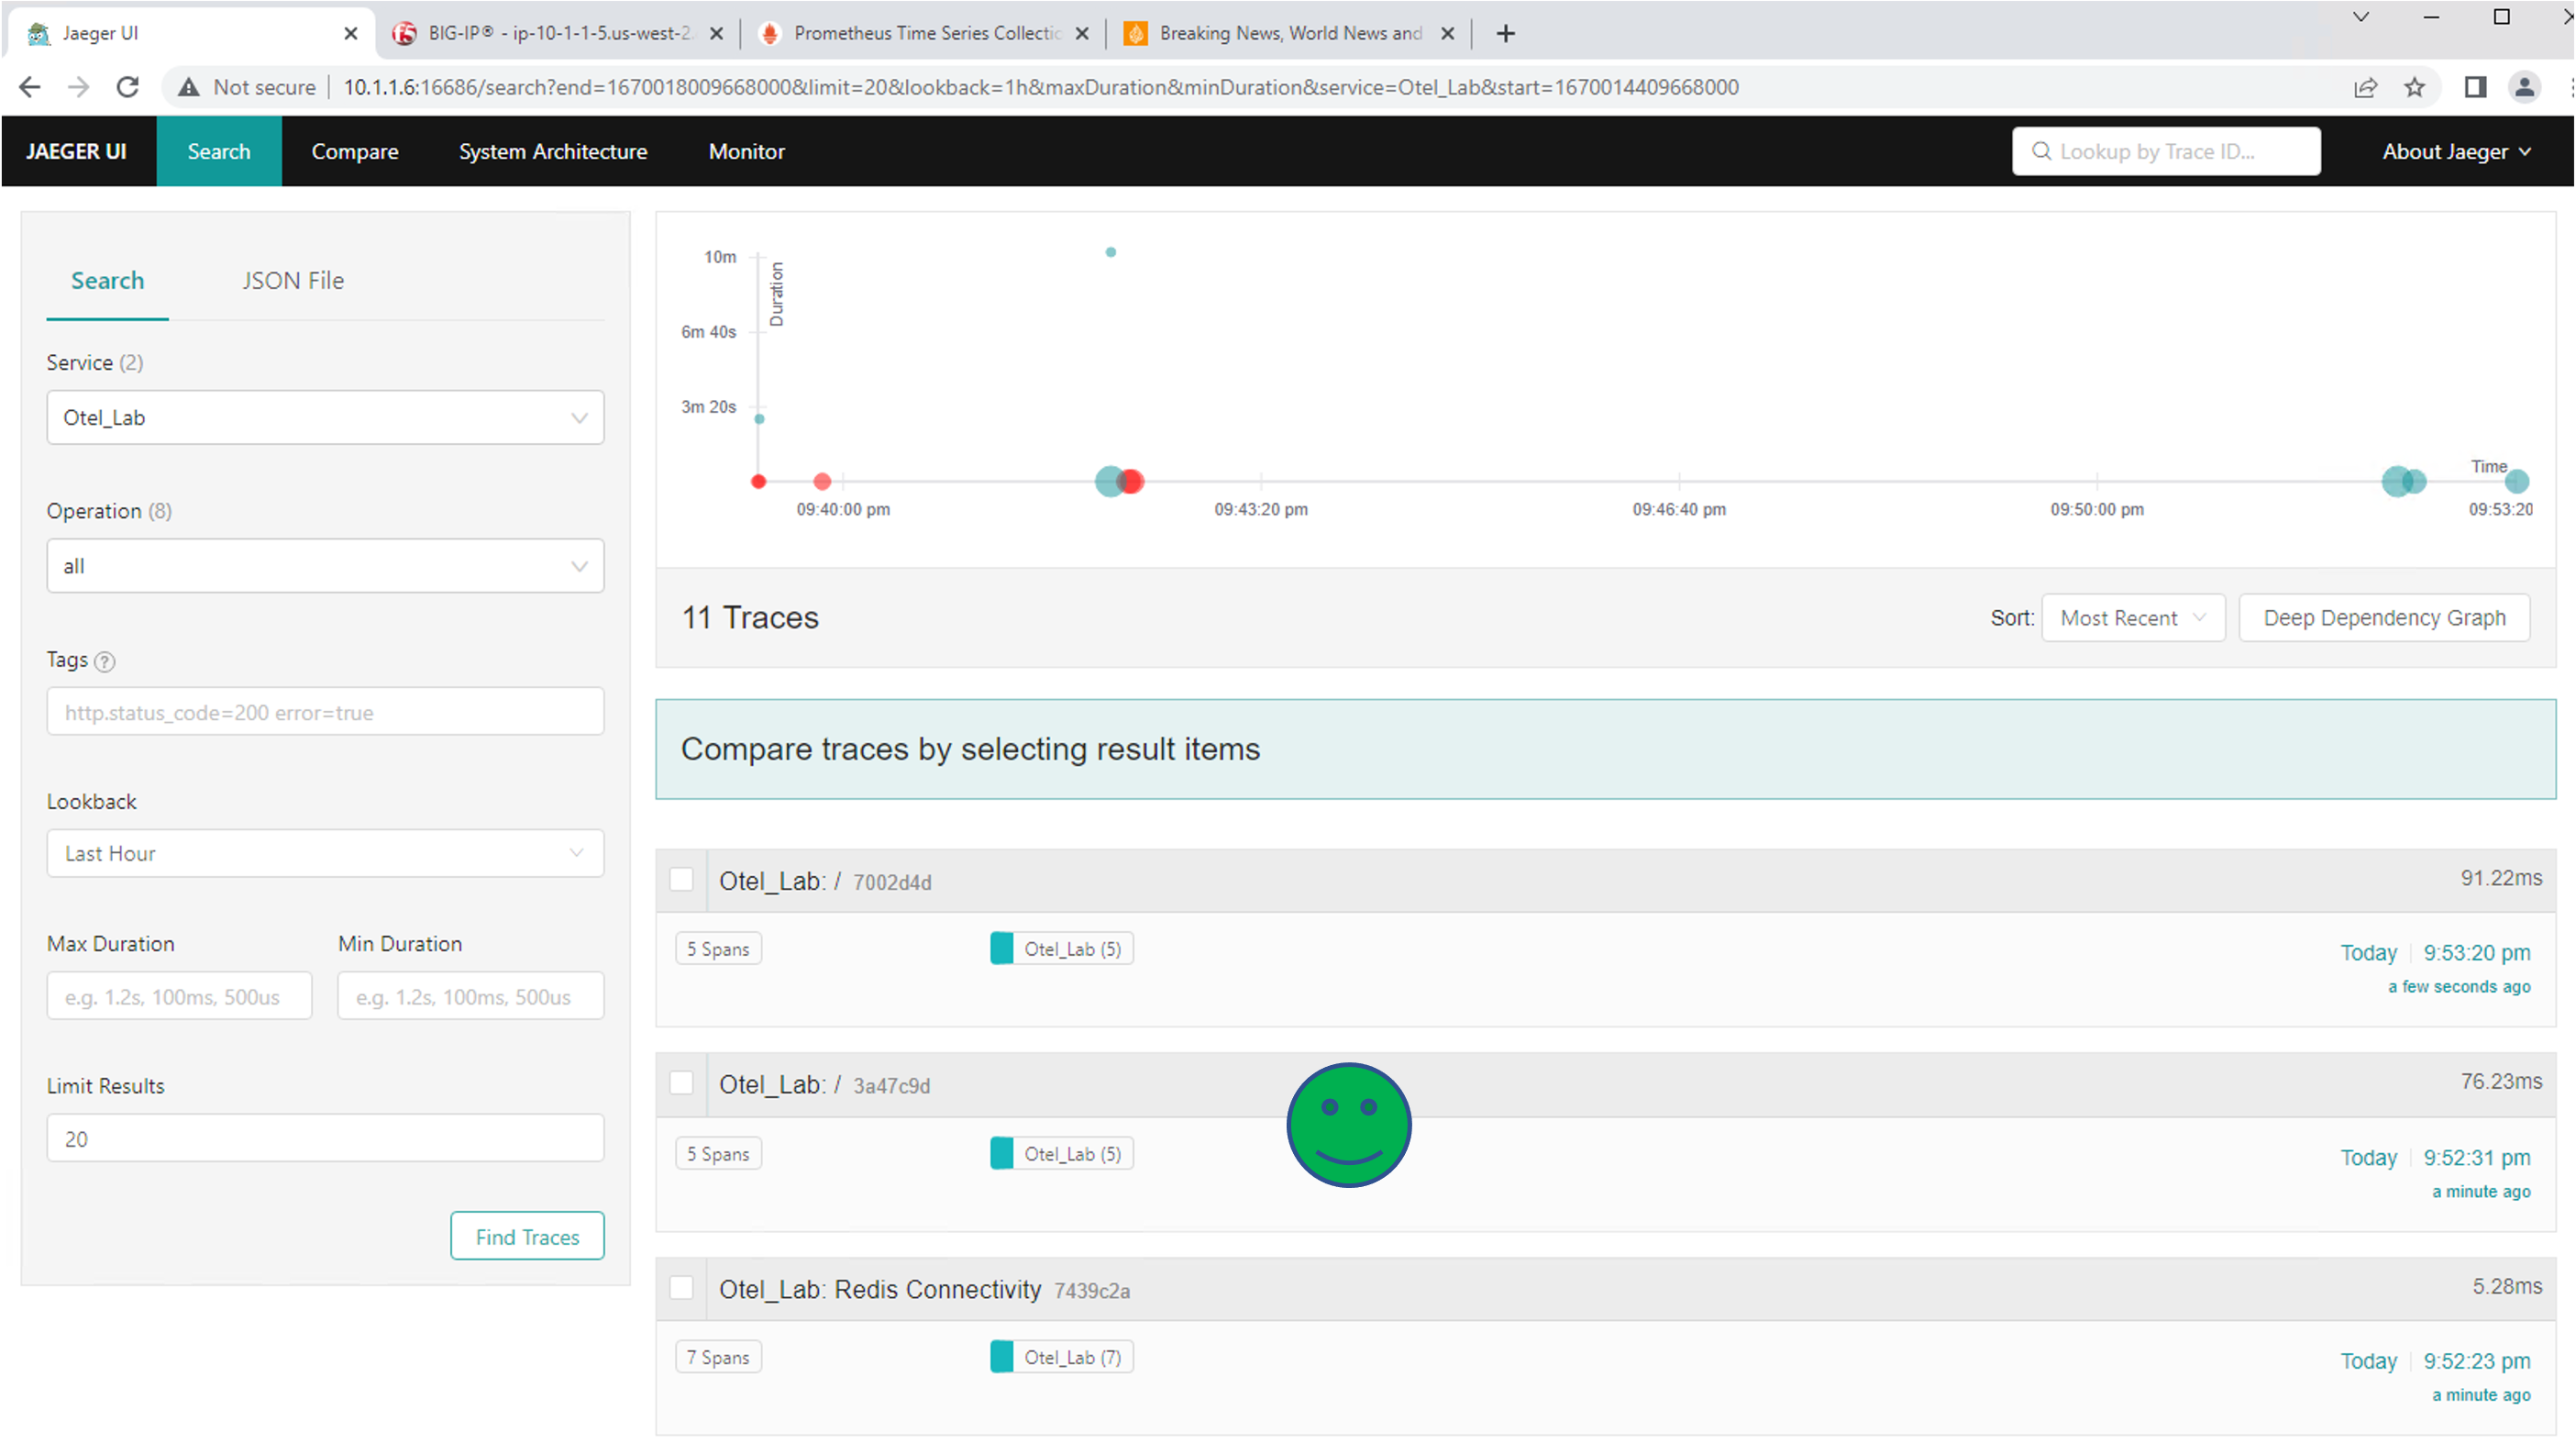 Jaeger UI
BIG-IP® - ip-10-1-1-5.us-west-2
Prometheus Time Series Collectic
Breaking News, World News and
Not secure
10.1.1.6:16686/search?end=1670018009668000&limit=20&lookback=1h&maxDuration&minDuration&service=Otel_Lab&start=1670014409668000
JAEGER UI
Search
Compare
System Architecture
Monitor
Lookup by Trace ID...
About Jaeger
Search
JSON File
Service (2)
Otel_Lab
Operation (8)
all
Tags ?
http.status_code=200 error=true
Lookback
Last Hour
Max Duration
Min Duration
e.g. 1.2s, 100ms, 500us
e.g. 1.2s, 100ms, 500us
Limit Results
20
Find Traces
10m
6m 40s
3m 20s
Duration
Time
09:40:00 pm
09:43:20 pm
09:46:40 pm
09:50:00 pm
09:53:20
11 Traces
Sort:
Most Recent
Deep Dependency Graph
Compare traces by selecting result items
Otel_Lab: / 7002d4d
91.22ms
5 Spans
Otel_Lab (5)
Today
9:53:20 pm
a few seconds ago
Otel_Lab: / 3a47c9d
76.23ms
5 Spans
Otel_Lab (5)
Today
9:52:31 pm
a minute ago
Otel_Lab: Redis Connectivity 7439c2a
5.28ms
7 Spans
Otel_Lab (7)
Today
9:52:23 pm
a minute ago